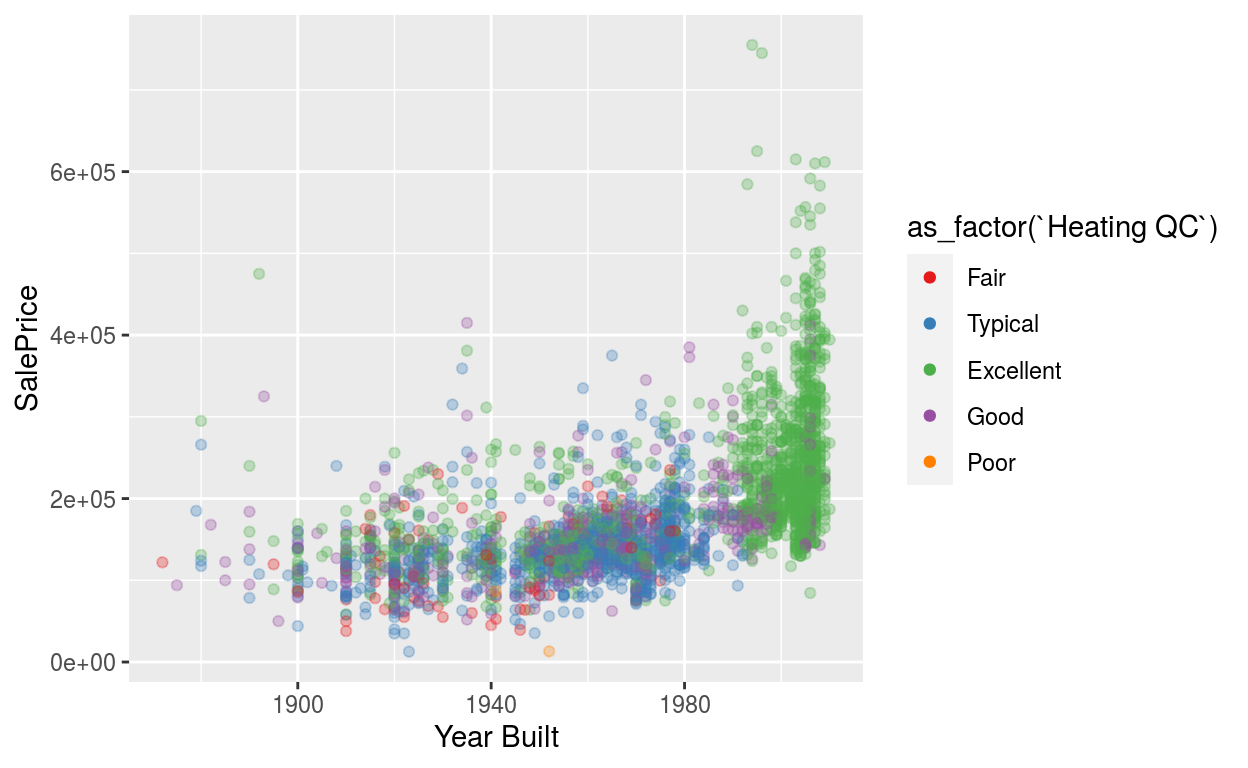 6e+05
4e+05
2e+05
0e+00
SalePrice
1900 1940 1980
Year Built
as_factor(`Heating QC`)
Fair
Typical
Excellent
Good
Poor